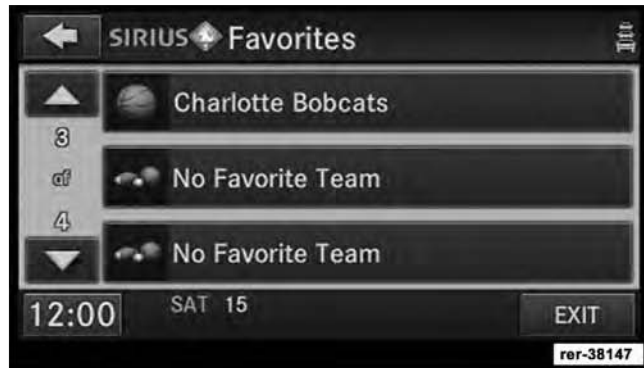 SIRIUS Favorites
Charlotte Bobcats
3
of
4
No Favorite Team
No Favorite Team
12:00
SAT 15
EXIT
rer-38147